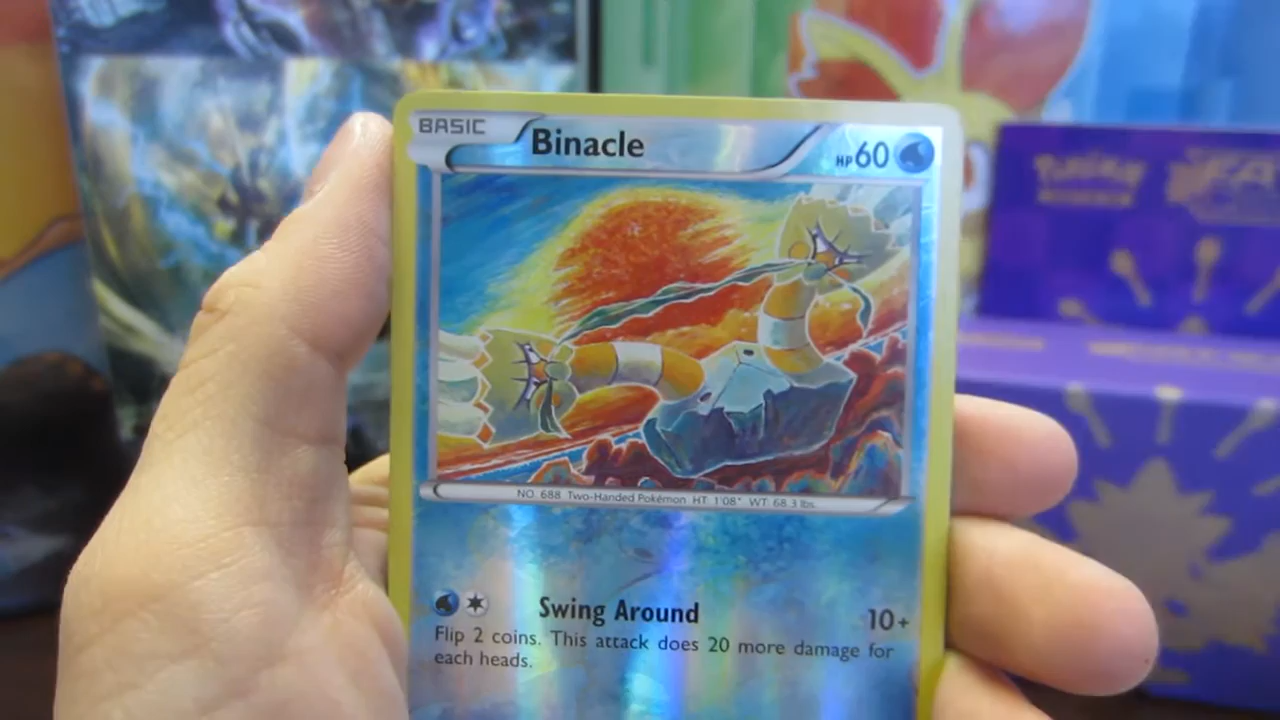 BASIC Binacle HP60
NO. 688 Two-Handed Pokémon HT: 1'08" WT: 68.3 lbs.
Swing Around 10+
Flip 2 coins. This attack does 20 more damage for
each heads.
Pokémon